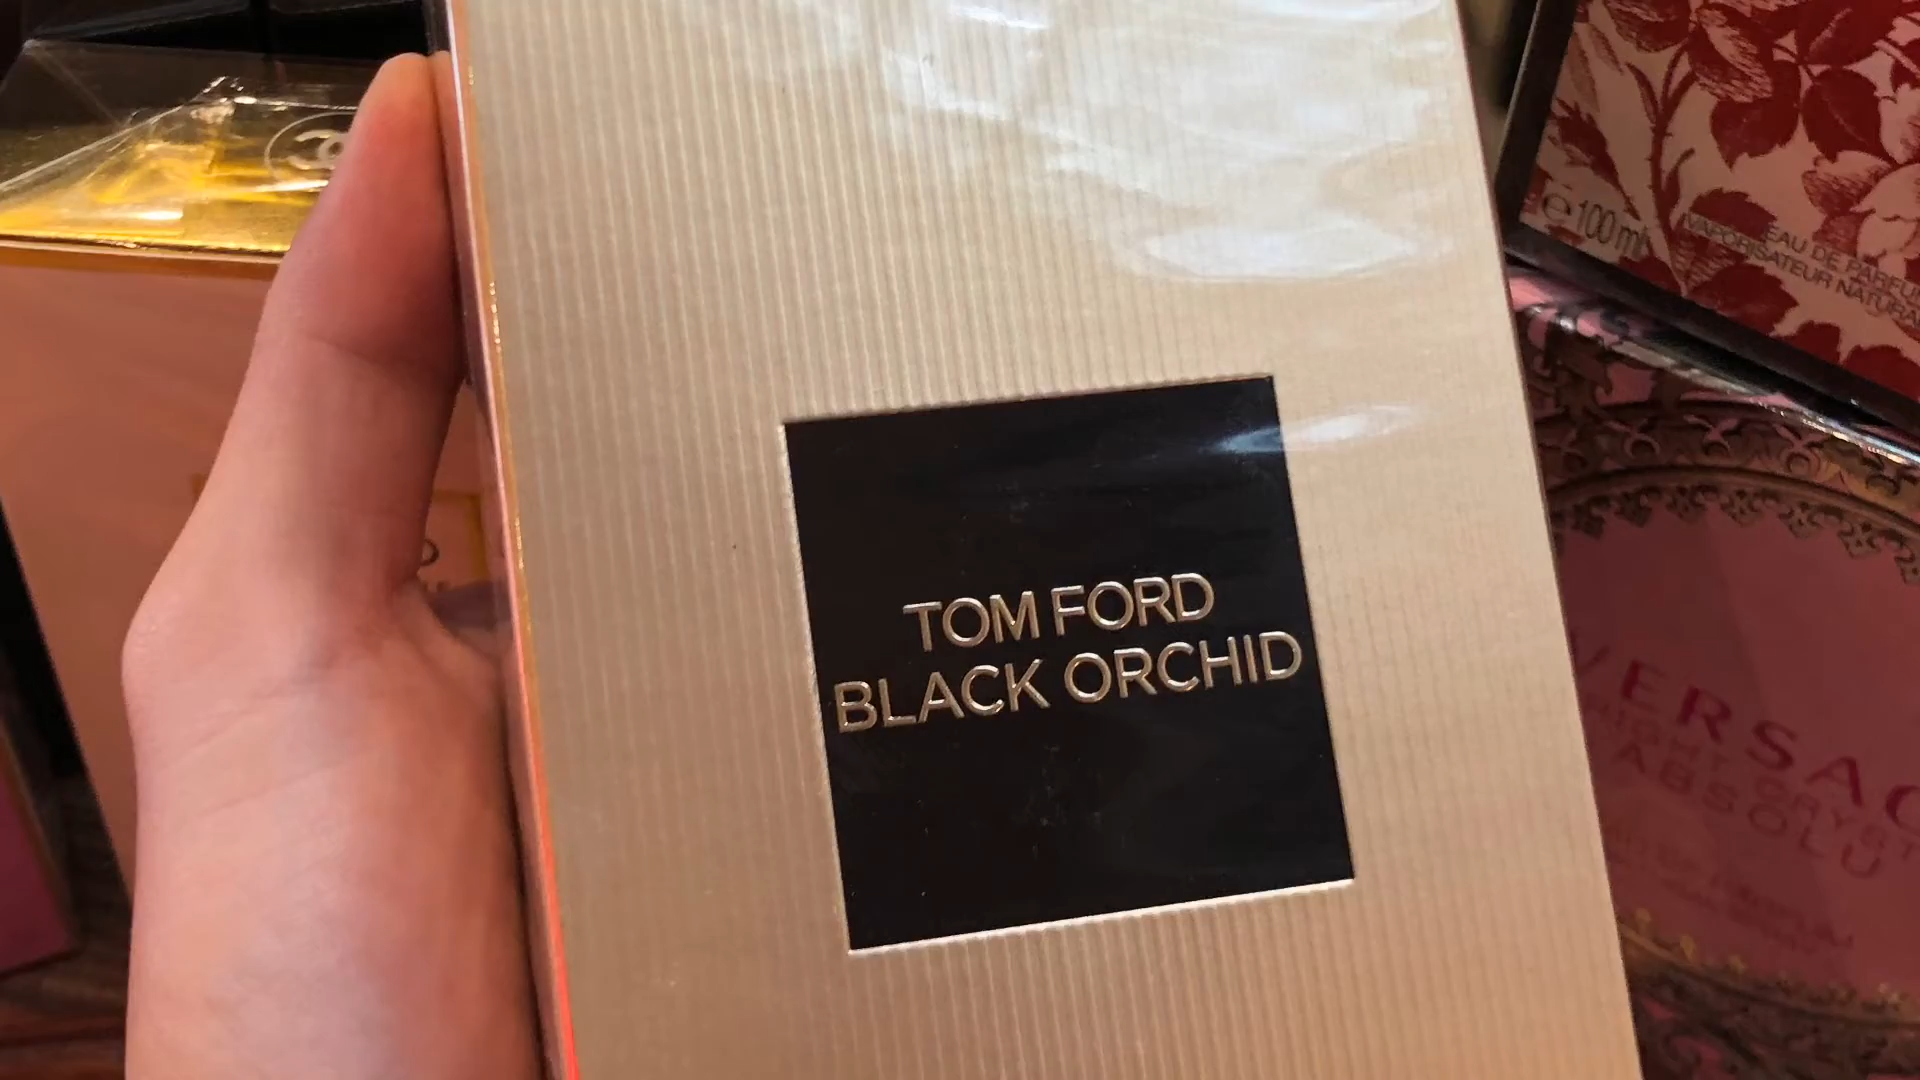 TOM FORD
BLACK ORCHID
e 100 ml
EAU DE PARFUM
VAPORISATEUR NATURAL
VERSAC
ABSOLU